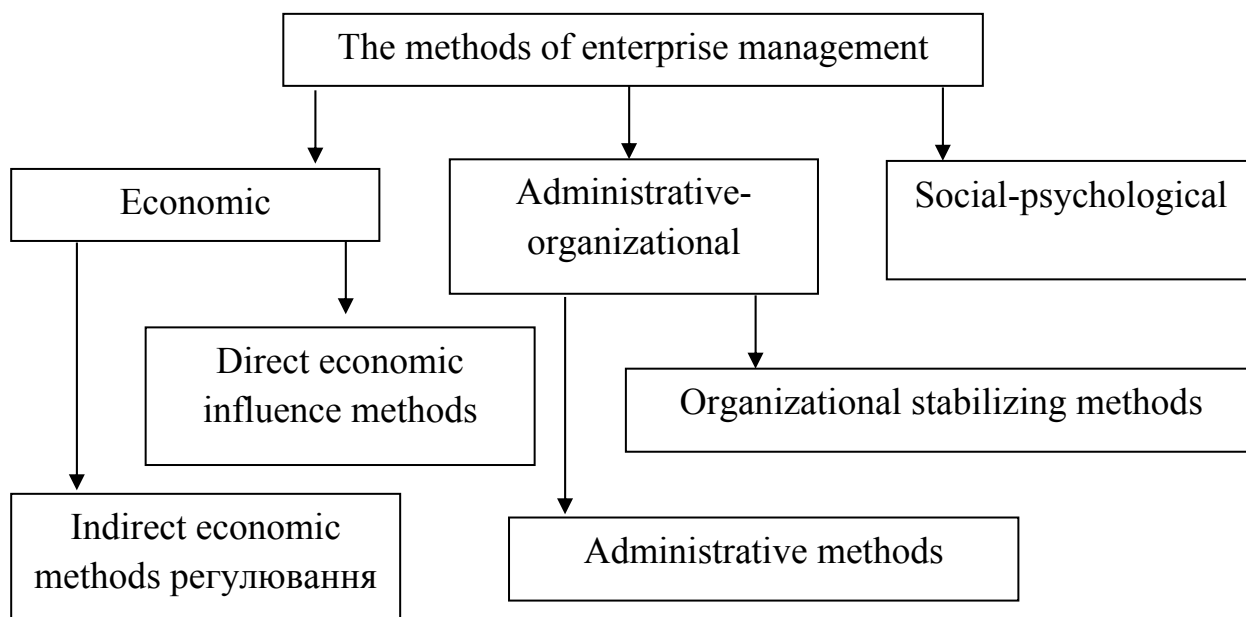 The methods of enterprise management
Economic
Administrative-
organizational
Social-psychological
Direct economic
influence methods
Organizational stabilizing methods
Indirect economic
methods регулювання
Administrative methods